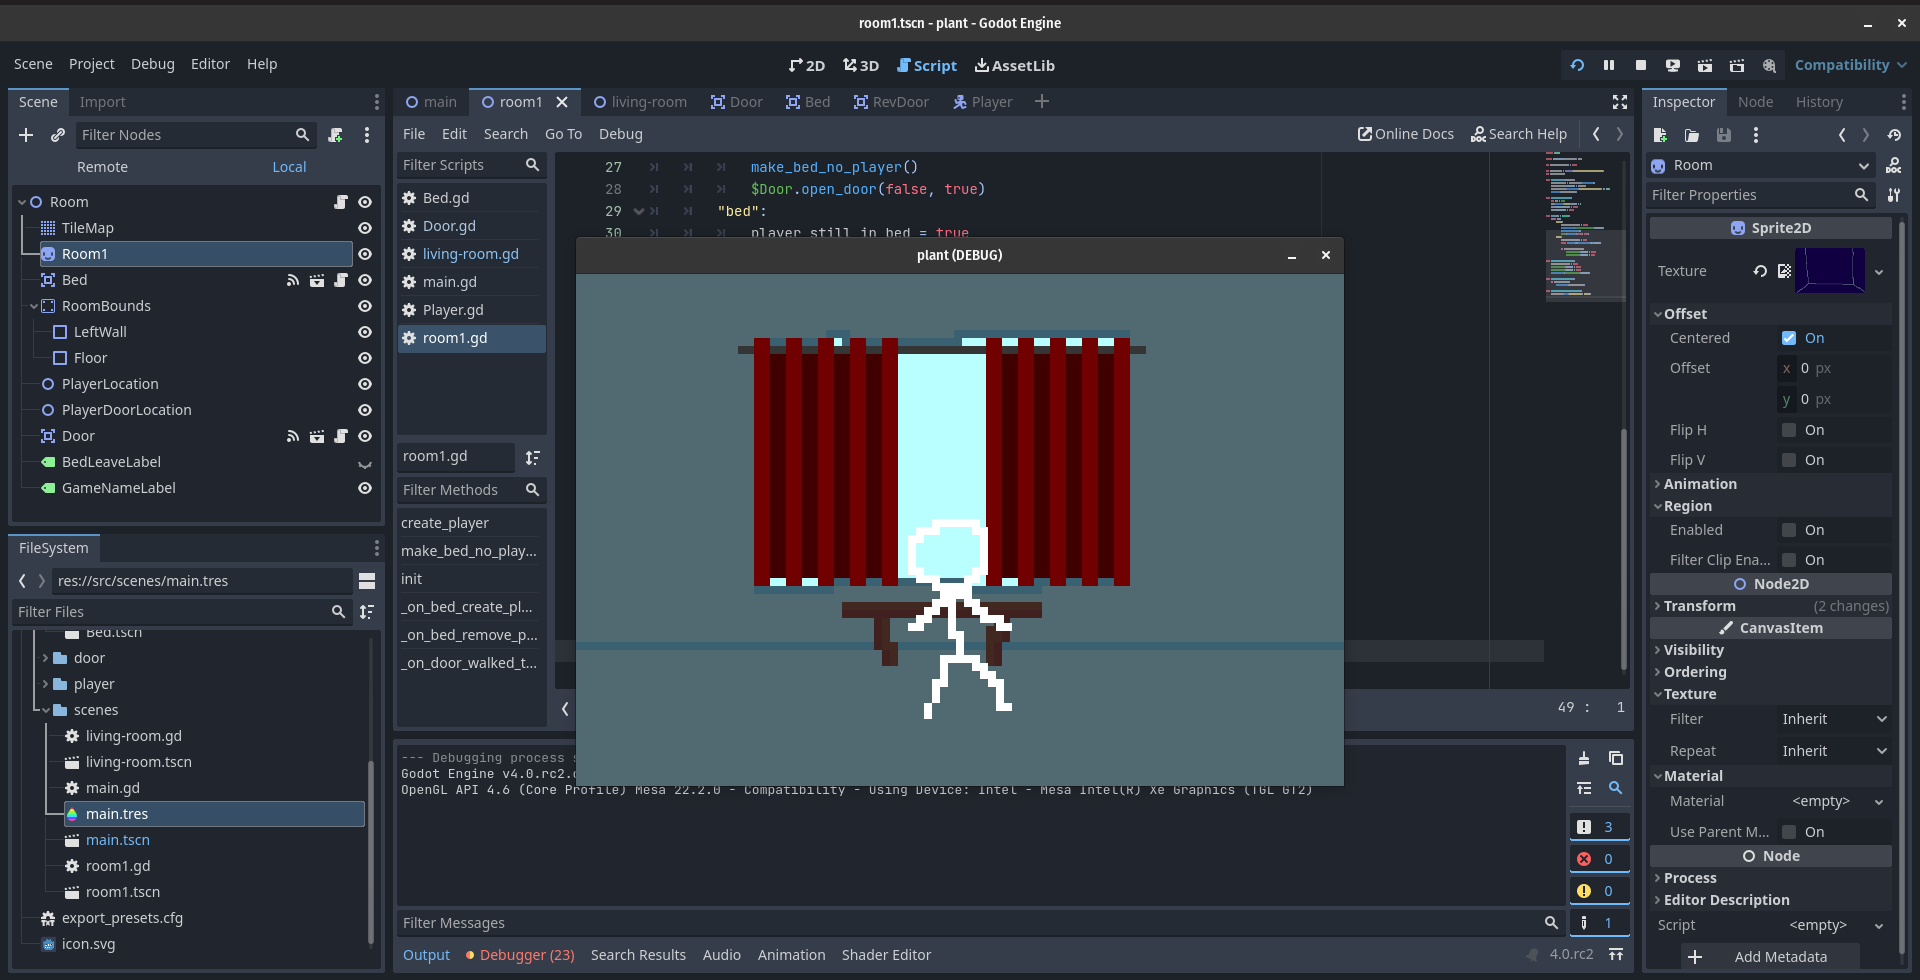 room1.tscn - plant - Godot Engine
Scene Project Debug Editor Help
2D 3D Script AssetLib
Compatibility
Scene Import
Filter Nodes
Remote Local
Room
TileMap
Room1
Bed
RoomBounds
LeftWall
Floor
PlayerLocation
PlayerDoorLocation
Door
BedLeaveLabel
GameNameLabel
FileSystem
res://src/scenes/main.tres
Filter Files
Bed.tscn
door
player
scenes
living-room.gd
living-room.tscn
main.gd
main.tres
main.tscn
room1.gd
room1.tscn
export_presets.cfg
icon.svg
main room1 living-room Door Bed RevDoor Player
File Edit Search Go To Debug
Online Docs Search Help
Filter Scripts
Bed.gd
Door.gd
living-room.gd
main.gd
Player.gd
room1.gd
room1.gd
Filter Methods
create_player
make_bed_no_play...
init
_on_bed_create_pl...
_on_bed_remove_p...
_on_door_walked_t...
27 make_bed_no_player()
28 $Door.open_door(false, true)
29 "bed":
30 player_still_in_bed = true
plant (DEBUG)
49 : 1
--- Debugging process
Godot Engine v4.0.rc2.
OpenGL API 4.6 (Core Profile) Mesa 22.2.0 - Compatibility - Using Device: Intel - Mesa Intel(R) Xe Graphics (TGL GT2)
3
0
0
1
Filter Messages
Output Debugger (23) Search Results Audio Animation Shader Editor
4.0.rc2
Inspector Node History
Room
Filter Properties
Sprite2D
Texture
Offset
Centered On
Offset x 0 px
y 0 px
Flip H On
Flip V On
Animation
Region
Enabled On
Filter Clip Ena... On
Node2D
Transform (2 changes)
CanvasItem
Visibility
Ordering
Texture
Filter Inherit
Repeat Inherit
Material
Material <empty>
Use Parent M... On
Node
Process
Editor Description
Script <empty>
Add Metadata